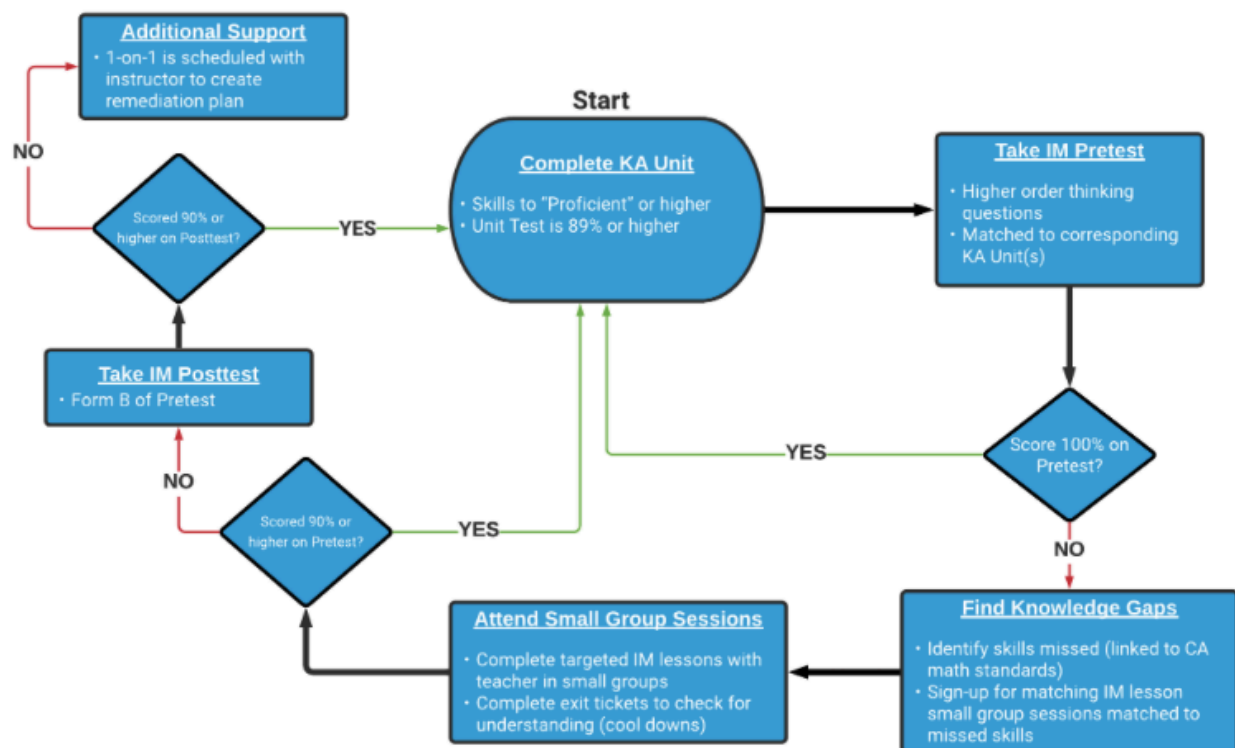 Additional Support
• 1-on-1 is scheduled with
instructor to create
remediation plan
NO
Scored 90% or
higher on Posttest?
YES
Start
Complete KA Unit
• Skills to "Proficient" or higher
• Unit Test is 89% or higher
Take IM Pretest
• Higher order thinking
questions
• Matched to corresponding
KA Unit(s)
Take IM Posttest
• Form B of Pretest
NO
Scored 90% or
higher on Pretest?
YES
YES
Score 100% on
Pretest?
NO
Attend Small Group Sessions
• Complete targeted IM lessons with
teacher in small groups
• Complete exit tickets to check for
understanding (cool downs)
Find Knowledge Gaps
• Identify skills missed (linked to CA
math standards)
• Sign-up for matching IM lesson
small group sessions matched to
missed skills